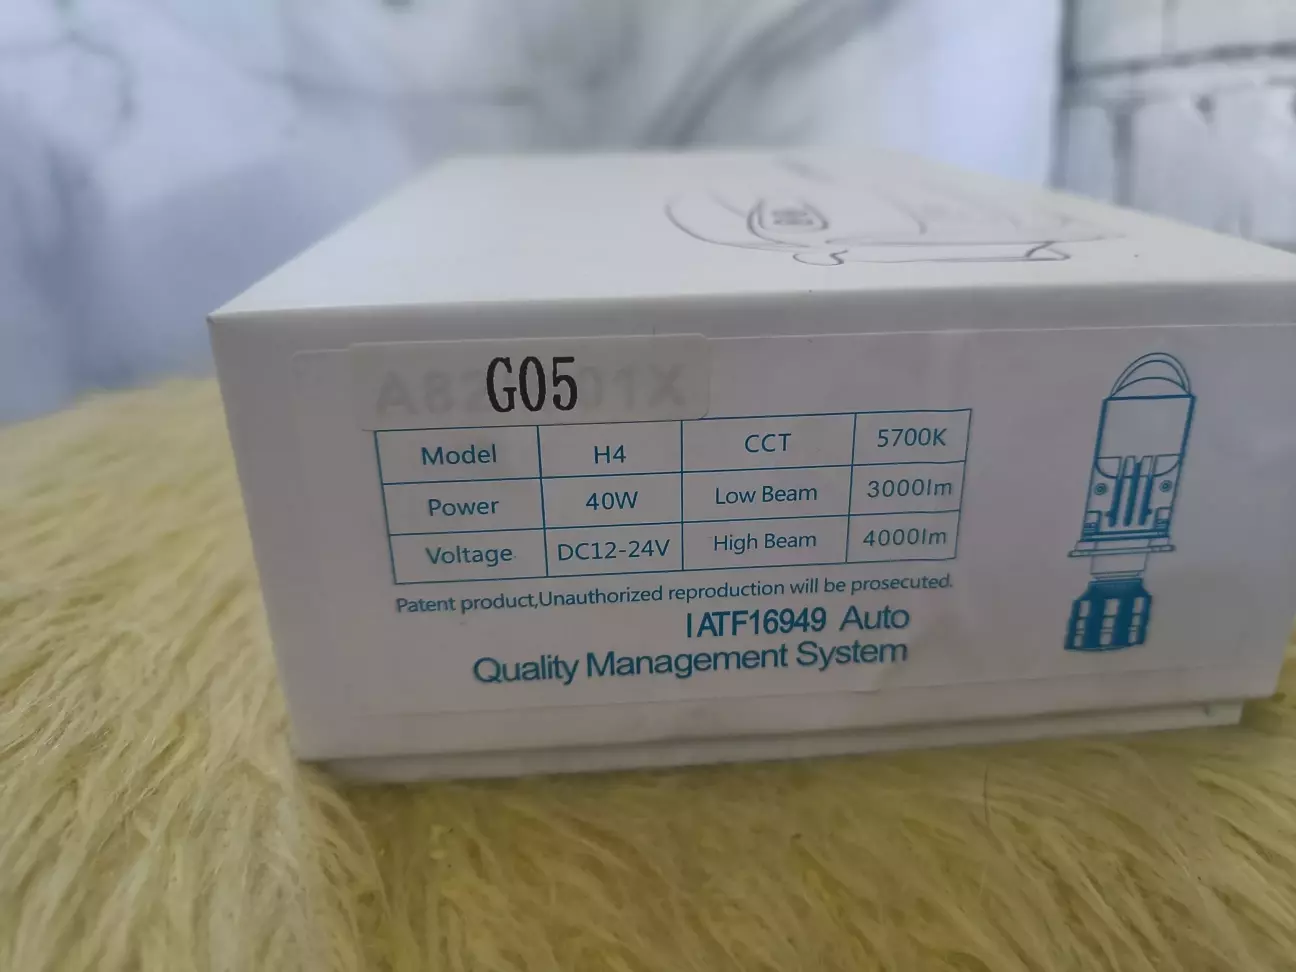 G05
Model H4 CCT 5700K
Power 40W Low Beam 3000lm
Voltage DC12-24V High Beam 4000lm
Patent product,Unauthorized reproduction will be prosecuted.
IATF16949 Auto
Quality Management System